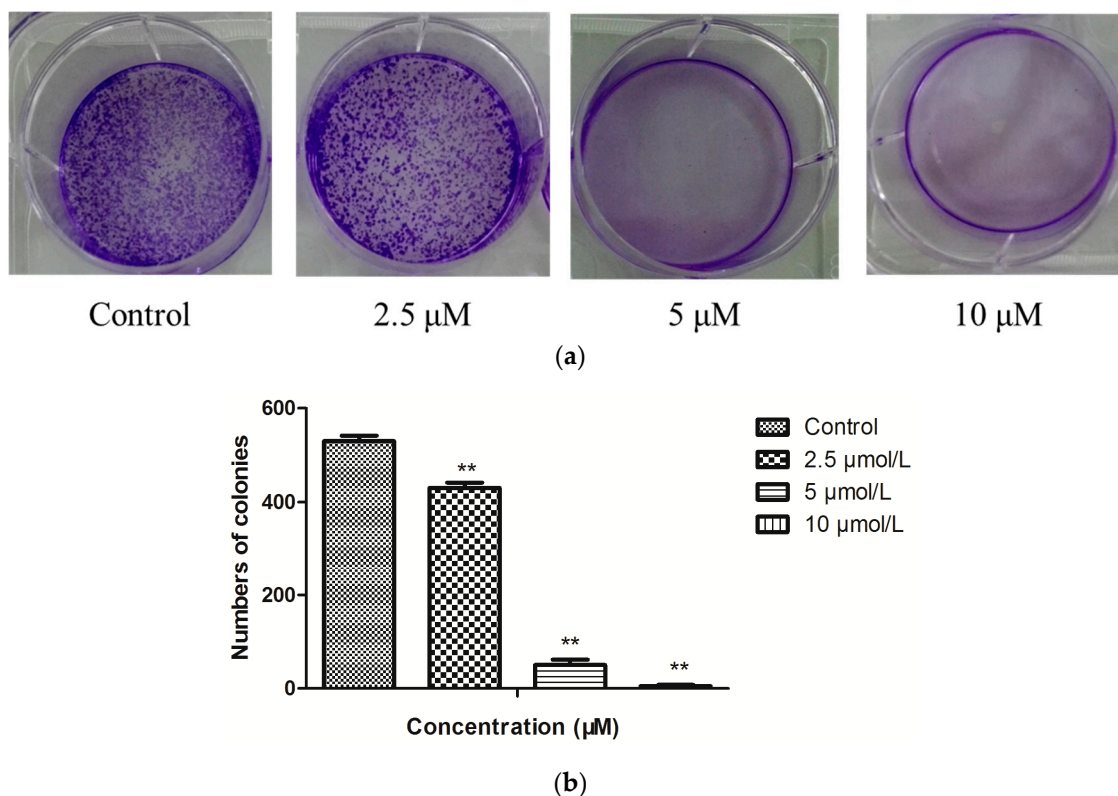 Control 2.5 μM 5 μM 10 μM
(a)
600
400
200
0
Numbers of colonies
**
**
**
Concentration (μM)
Control
2.5 μmol/L
5 μmol/L
10 μmol/L
(b)